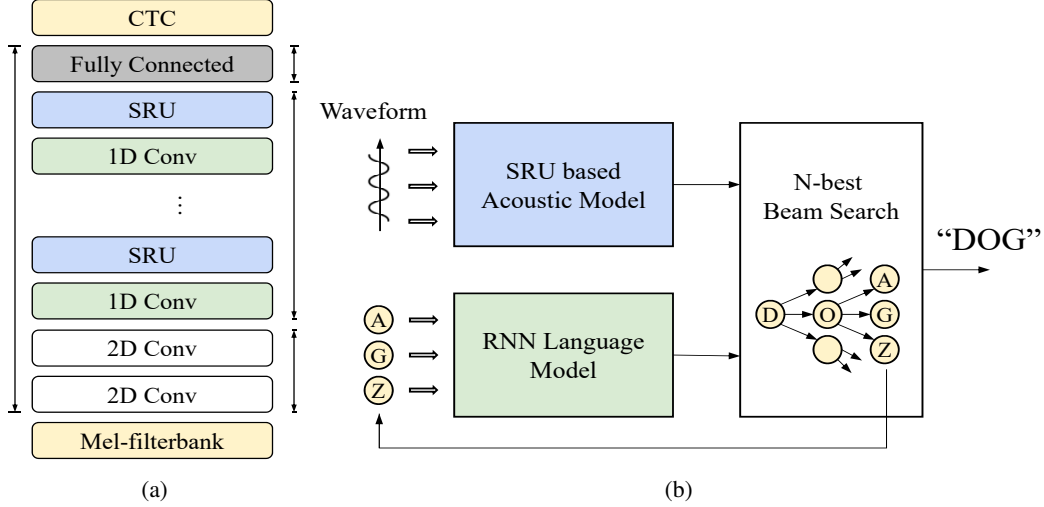 CTC
Fully Connected
SRU
1D Conv
⋮
SRU
1D Conv
2D Conv
2D Conv
Mel-filterbank
(a)
Waveform
SRU based
Acoustic Model
A
G
Z
RNN Language
Model
N-best
Beam Search
D
O
A
G
Z
“DOG”
(b)